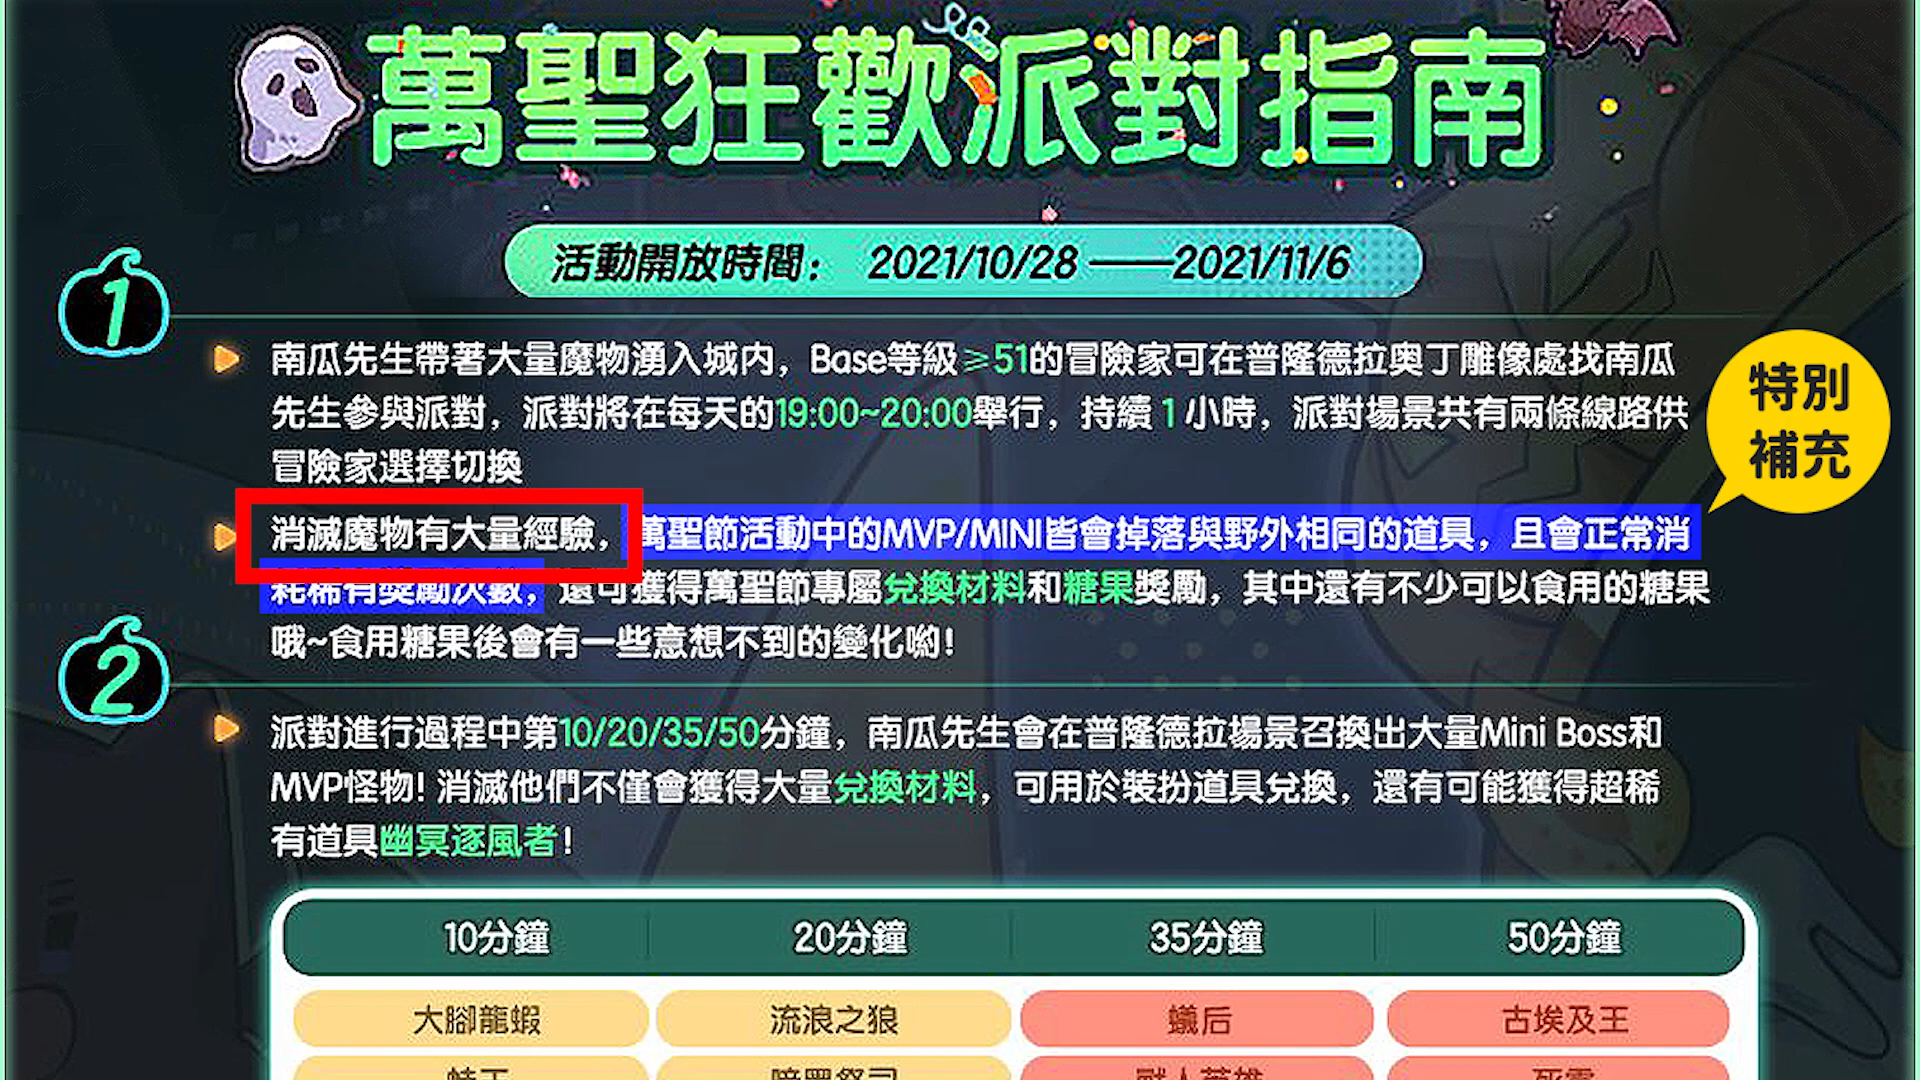 萬聖狂歡派對指南
活動開放時間： 2021/10/28 ——2021/11/6
1
南瓜先生帶著大量魔物湧入城内，Base等級≥51的冒險家可在普隆德拉奧丁雕像處找南瓜
先生參與派對，派對將在每天的19:00~20:00舉行，持續 1 小時，派對場景共有兩條線路供
冒險家選擇切換
特別
補充
消滅魔物有大量經驗，萬聖節活動中的MVP/MINI皆會掉落與野外相同的道具，且會正常消
耗稀有獎勵次數，還可獲得萬聖節專屬兌換材料和糖果獎勵，其中還有不少可以食用的糖果
哦~食用糖果後會有一些意想不到的變化喲！
2
派對進行過程中第10/20/35/50分鐘，南瓜先生會在普隆德拉場景召換出大量Mini Boss和
MVP怪物! 消滅他們不僅會獲得大量兌換材料，可用於裝扮道具兌換，還有可能獲得超稀
有道具幽冥逐風者！
10分鐘 20分鐘 35分鐘 50分鐘
大腳龍蝦 流浪之狼 蟻后 古埃及王